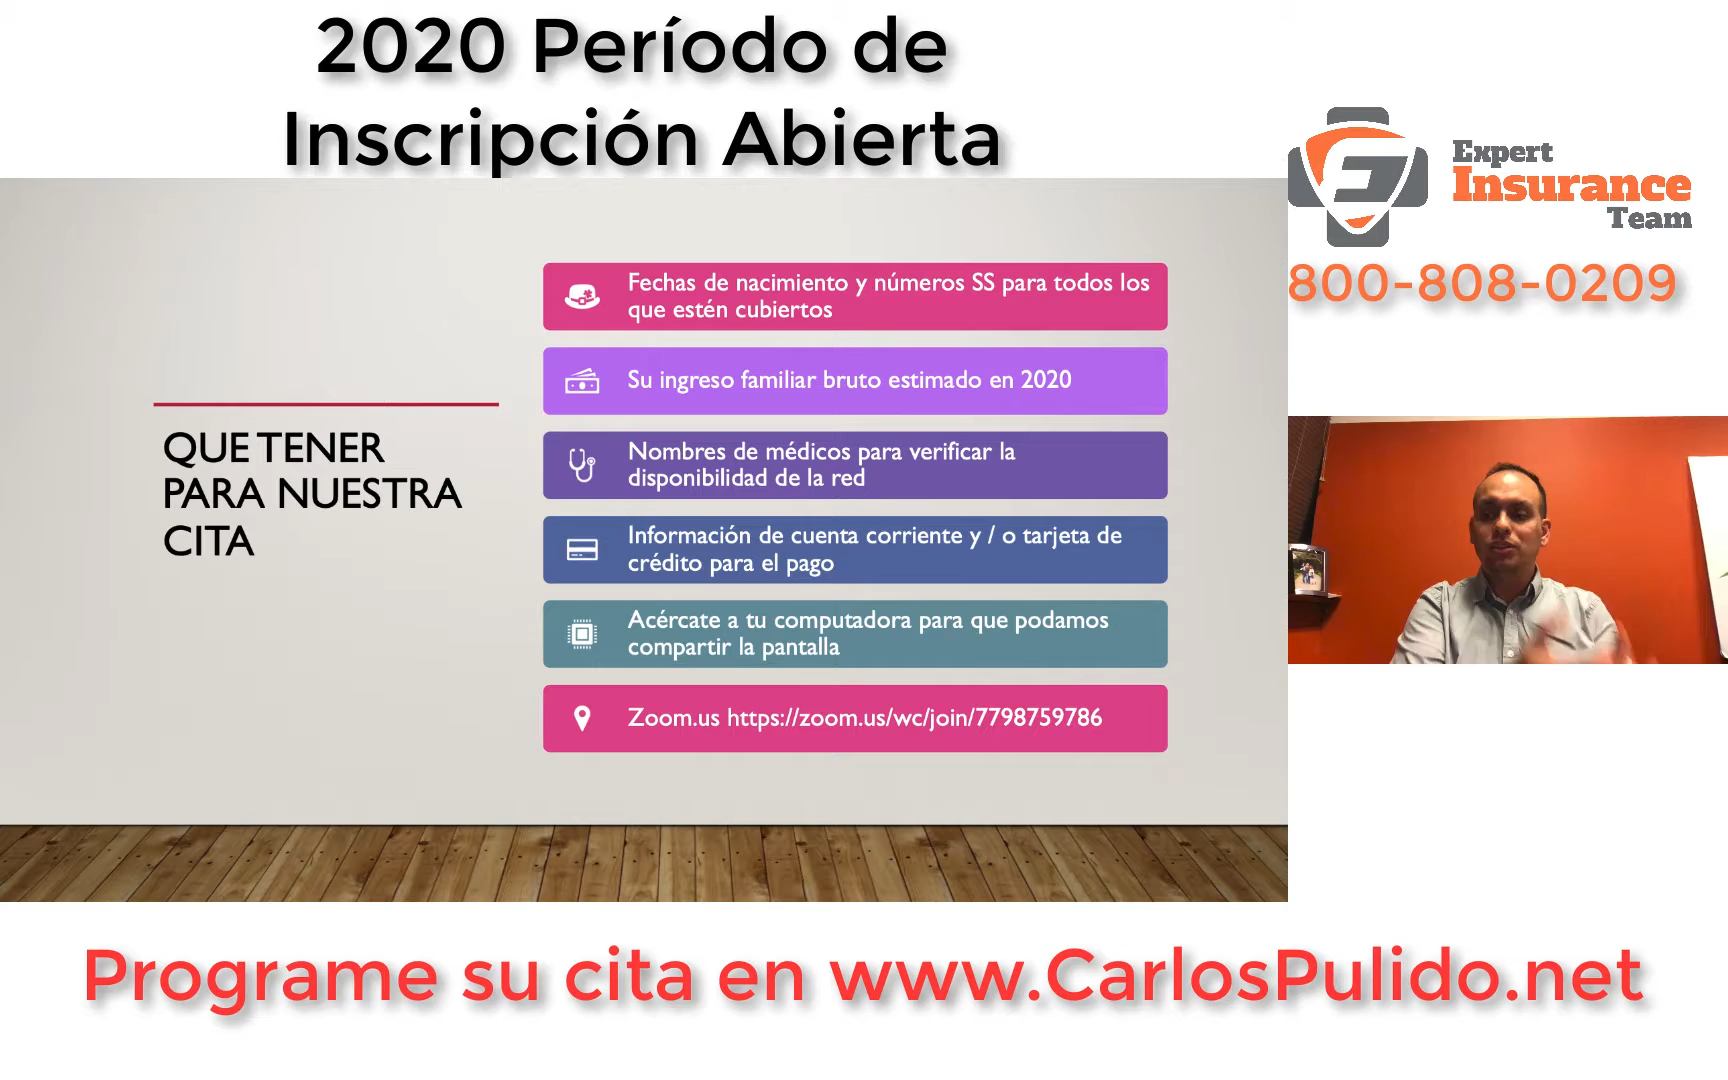 2020 Período de
Inscripción Abierta
Expert
Insurance
Team
800-808-0209
QUE TENER
PARA NUESTRA
CITA
Fechas de nacimiento y números SS para todos los
que estén cubiertos
Su ingreso familiar bruto estimado en 2020
Nombres de médicos para verificar la
disponibilidad de la red
Información de cuenta corriente y / o tarjeta de
crédito para el pago
Acércate a tu computadora para que podamos
compartir la pantalla
Zoom.us https://zoom.us/wc/join/7798759786
Programe su cita en www.CarlosPulido.net